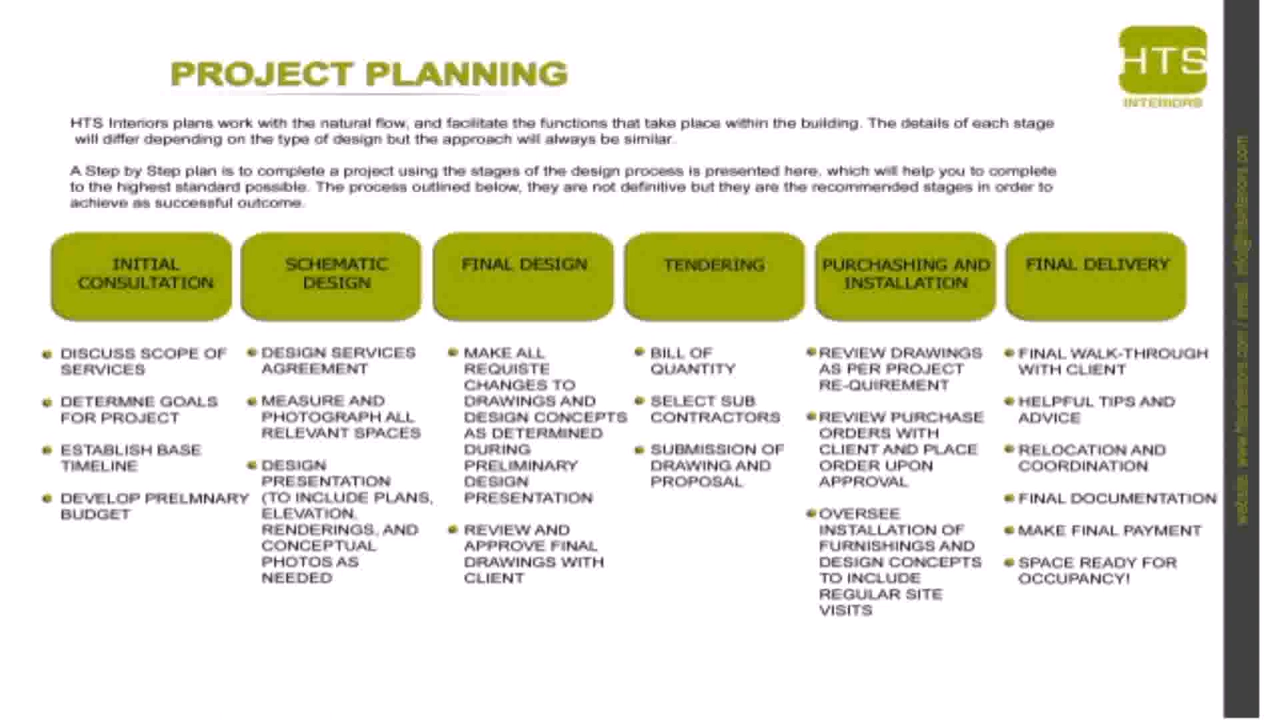 PROJECT PLANNING
HTS
INTERIORS
HTS Interiors plans work with the natural flow, and facilitate the functions that take place within the building. The details of each stage
will differ depending on the type of design but the approach will always be similar.
A Step by Step plan is to complete a project using the stages of the design process is presented here, which will help you to complete
to the highest standard possible. The process outlined below, they are not definitive but they are the recommended stages in order to
achieve as successful outcome.
INITIAL
CONSULTATION
DISCUSS SCOPE OF
SERVICES
DETERMNE GOALS
FOR PROJECT
ESTABLISH BASE
TIMELINE
DEVELOP PRELMNARY
BUDGET
SCHEMATIC
DESIGN
DESIGN SERVICES
AGREEMENT
MEASURE AND
PHOTOGRAPH ALL
RELEVANT SPACES
DESIGN
PRESENTATION
(TO INCLUDE PLANS,
ELEVATION,
RENDERINGS, AND
CONCEPTUAL
PHOTOS AS
NEEDED
FINAL DESIGN
MAKE ALL
REQUISTE
CHANGES TO
DRAWINGS AND
DESIGN CONCEPTS
AS DETERMINED
DURING
PRELIMINARY
DESIGN
PRESENTATION
REVIEW AND
APPROVE FINAL
DRAWINGS WITH
CLIENT
TENDERING
BILL OF
QUANTITY
SELECT SUB
CONTRACTORS
SUBMISSION OF
DRAWING AND
PROPOSAL
PURCHASHING AND
INSTALLATION
REVIEW DRAWINGS
AS PER PROJECT
RE-QUIREMENT
REVIEW PURCHASE
ORDERS WITH
CLIENT AND PLACE
ORDER UPON
APPROVAL
OVERSEE
INSTALLATION OF
FURNISHINGS AND
DESIGN CONCEPTS
TO INCLUDE
REGULAR SITE
VISITS
FINAL DELIVERY
FINAL WALK-THROUGH
WITH CLIENT
HELPFUL TIPS AND
ADVICE
RELOCATION AND
COORDINATION
FINAL DOCUMENTATION
MAKE FINAL PAYMENT
SPACE READY FOR
OCCUPANCY!